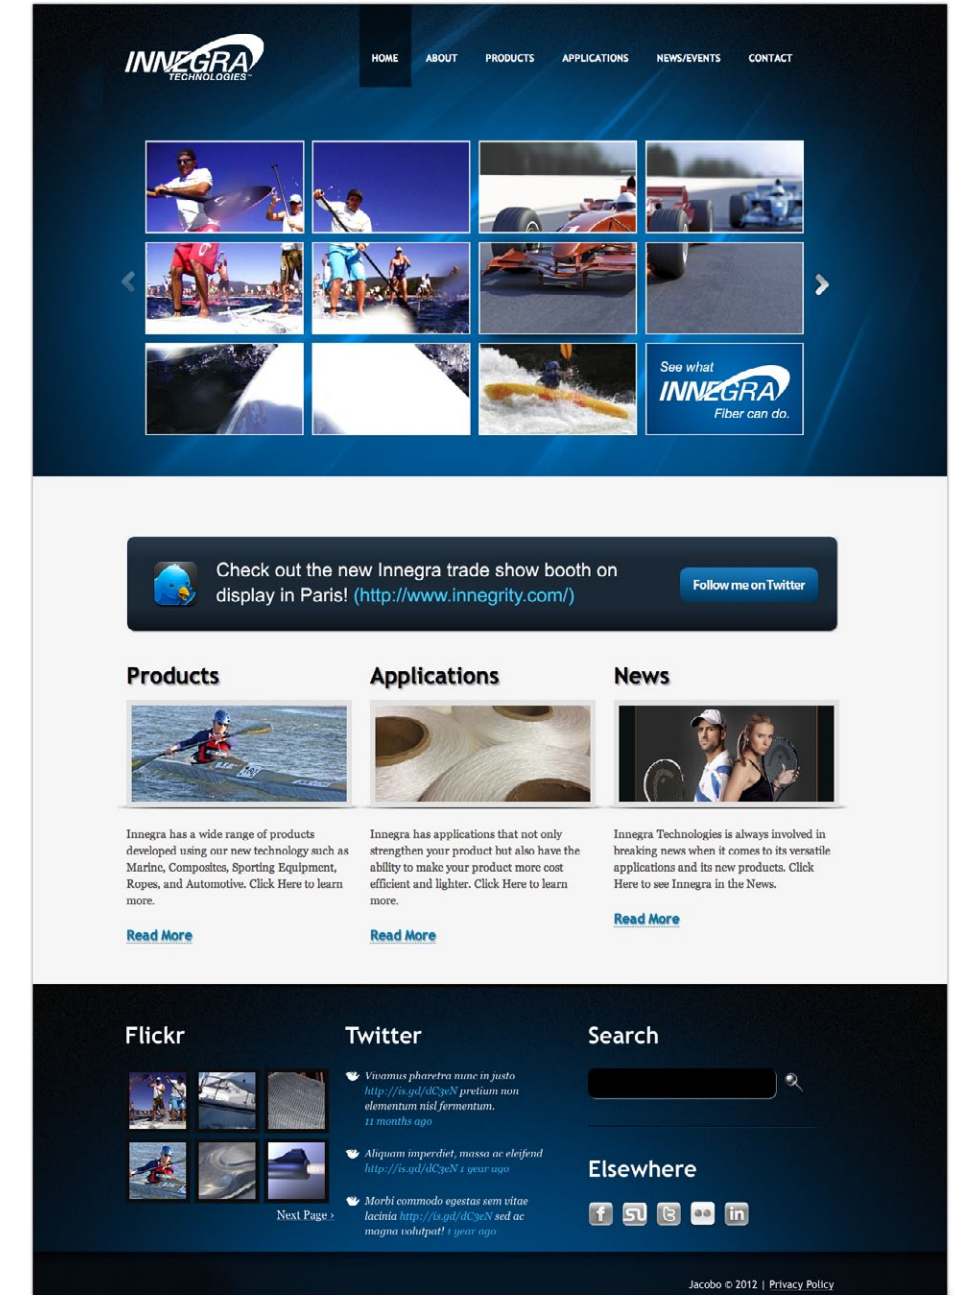 INNEGRA
TECHNOLOGIES™
HOME ABOUT PRODUCTS APPLICATIONS NEWS/EVENTS CONTACT
See what
INNEGRA
Fiber can do.
Check out the new Innegra trade show booth on
display in Paris! (http://www.innegrity.com/)
Follow me on Twitter
Products
Innegra has a wide range of products
developed using our new technology such as
Marine, Composites, Sporting Equipment,
Ropes, and Automotive. Click Here to learn
more.
Read More
Applications
Innegra has applications that not only
strengthen your product but also have the
ability to make your product more cost
efficient and lighter. Click Here to learn
more.
Read More
News
Innegra Technologies is always involved in
breaking news when it comes to its versatile
applications and its new products. Click
Here to see Innegra in the News.
Read More
Flickr
Next Page ›
Twitter
Vivamus pharetra nunc in justo
http://is.gd/dC3eN pretium non
elementum nisl fermentum.
11 months ago
Aliquam imperdiet, massa ac eleifend
http://is.gd/dC3eN 1 year ago
Morbi commodo egestas sem vitae
lacinia http://is.gd/dC3eN sed ac
magna volutpat! 1 year ago
Search
Elsewhere
Jacobo © 2012 | Privacy Policy